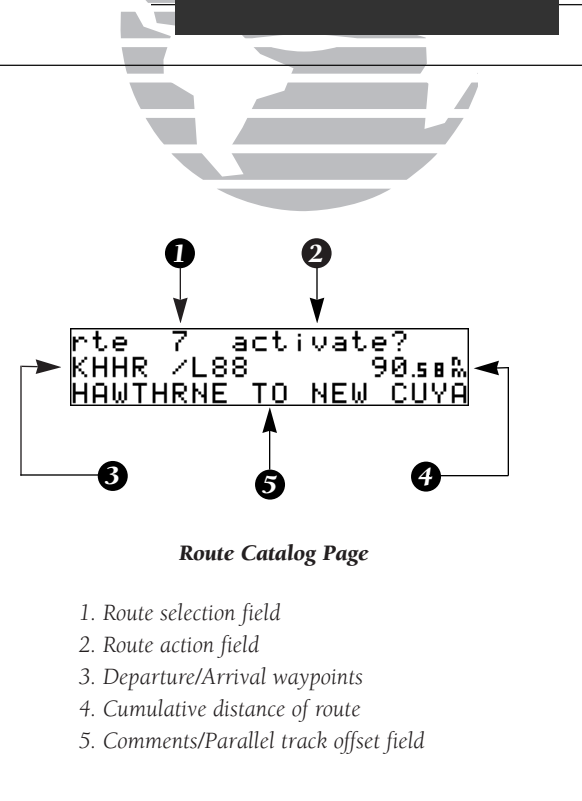 1 2
rte 7 activate?
KHHR /L88 90.58nm
HAWTHRNE TO NEW CUYA
3 5 4
Route Catalog Page
1. Route selection field
2. Route action field
3. Departure/Arrival waypoints
4. Cumulative distance of route
5. Comments/Parallel track offset field